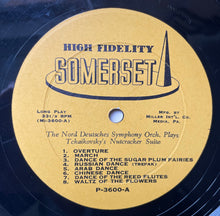 HIGH FIDELITY
SOMERSET
LONG PLAY
33⅓ RPM
(M)-3600-A)
MFG. BY
MILLER INT'L. CO.
MEDIA, PA.
The Nord Deutsches Symphony Orch. Plays
Tchaikovsky's Nutcracker Suite
1. OVERTURE
2. MARCH
3. DANCE OF THE SUGAR PLUM FAIRIES
4. RUSSIAN DANCE (TREPAK)
5. ARAB DANCE
6. CHINESE DANCE
7. DANCE OF THE REED FLUTES
8. WALTZ OF THE FLOWERS
P-3600-A